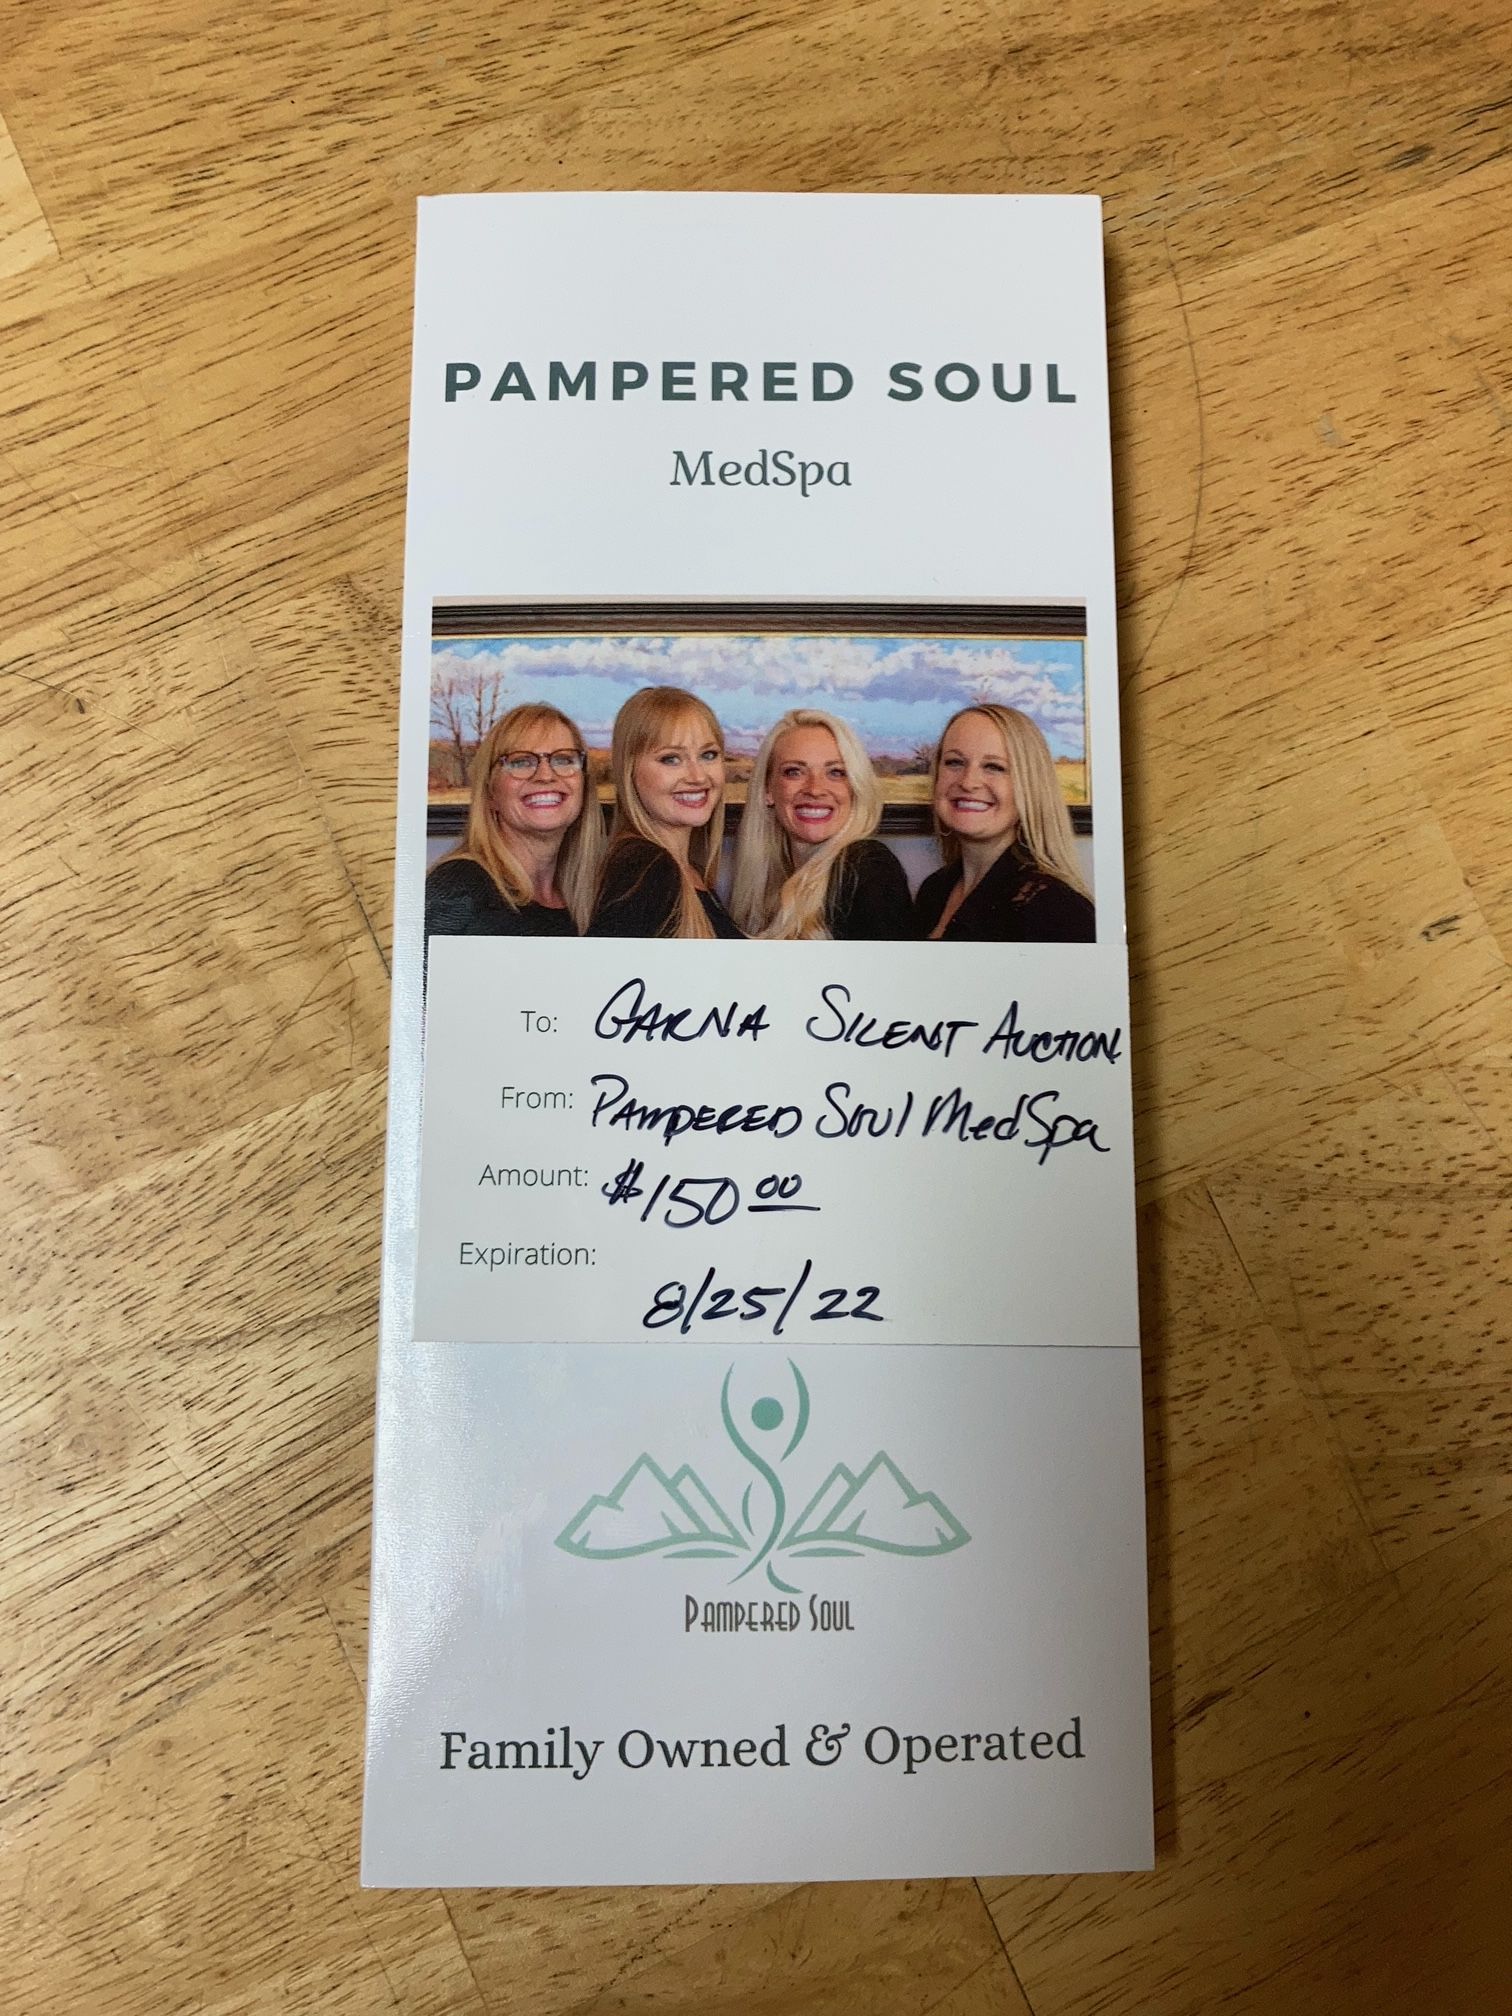 PAMPERED SOUL
MedSpa
To: GARNA SILENT AUCTION
From: PAMPERED SOUL MedSpa
Amount: $150 00
Expiration:
8/25/22
PAMPERED SOUL
Family Owned & Operated